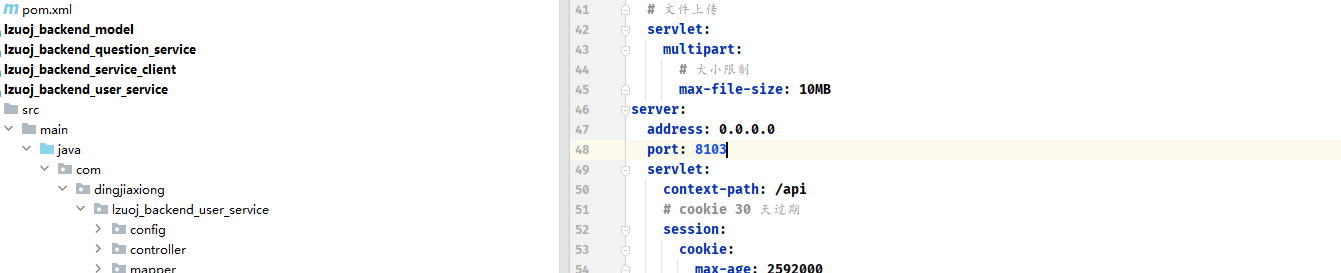 pom.xml
lzuoj_backend_model
lzuoj_backend_question_service
lzuoj_backend_service_client
lzuoj_backend_user_service
src
main
java
com
dingjiaxiong
lzuoj_backend_user_service
config
controller
mapper
41 # 文件上传
42 servlet:
43 multipart:
44 # 大小限制
45 max-file-size: 10MB
46 server:
47 address: 0.0.0.0
48 port: 8103
49 servlet:
50 context-path: /api
51 # cookie 30 天过期
52 session:
53 cookie:
54 max-age: 2592000